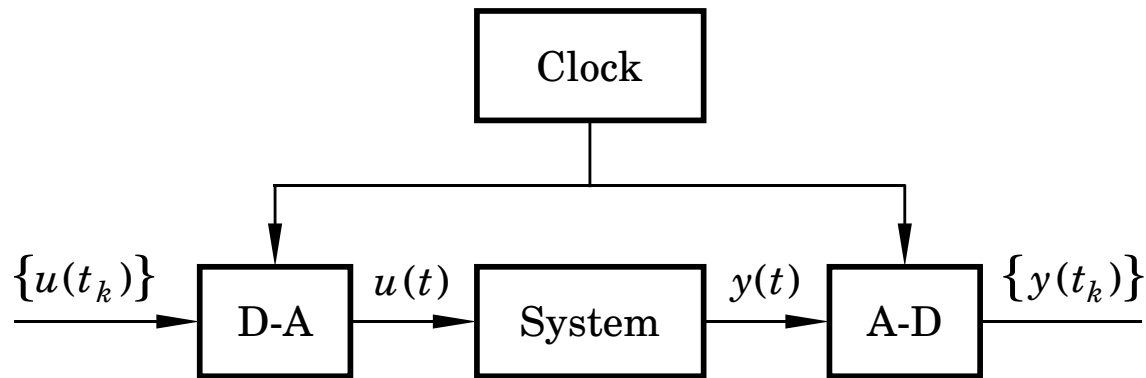 Clock
{u(t_k)}
D-A
u(t)
System
y(t)
A-D
{y(t_k)}